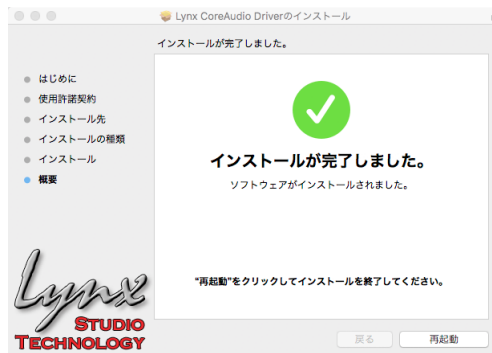 Lynx CoreAudio Driverのインストール
インストールが完了しました。
はじめに
使用許諾契約
インストール先
インストールの種類
インストール
概要
インストールが完了しました。
ソフトウェアがインストールされました。
"再起動"をクリックしてインストールを終了してください。
Lynx
STUDIO
TECHNOLOGY
戻る
再起動